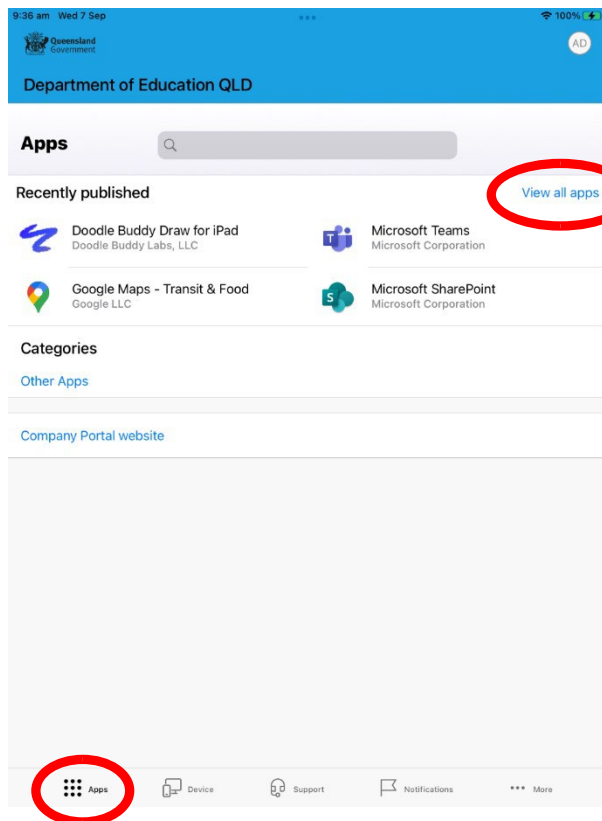 9:36 am Wed 7 Sep
100%
Queensland
Government
AD
Department of Education QLD
Apps
Recently published
View all apps
Doodle Buddy Draw for iPad
Doodle Buddy Labs, LLC
Microsoft Teams
Microsoft Corporation
Google Maps - Transit & Food
Google LLC
Microsoft SharePoint
Microsoft Corporation
Categories
Other Apps
Company Portal website
Apps Device Support Notifications More